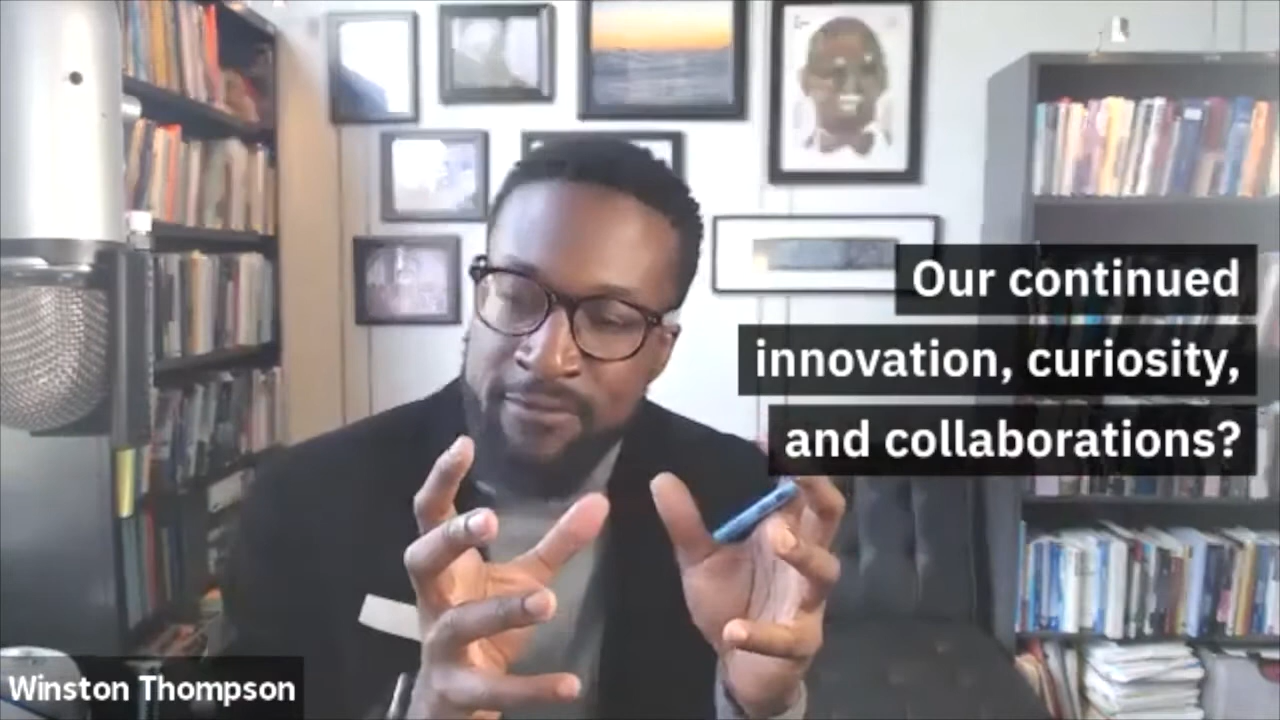 Our continued
innovation, curiosity,
and collaborations?
Winston Thompson